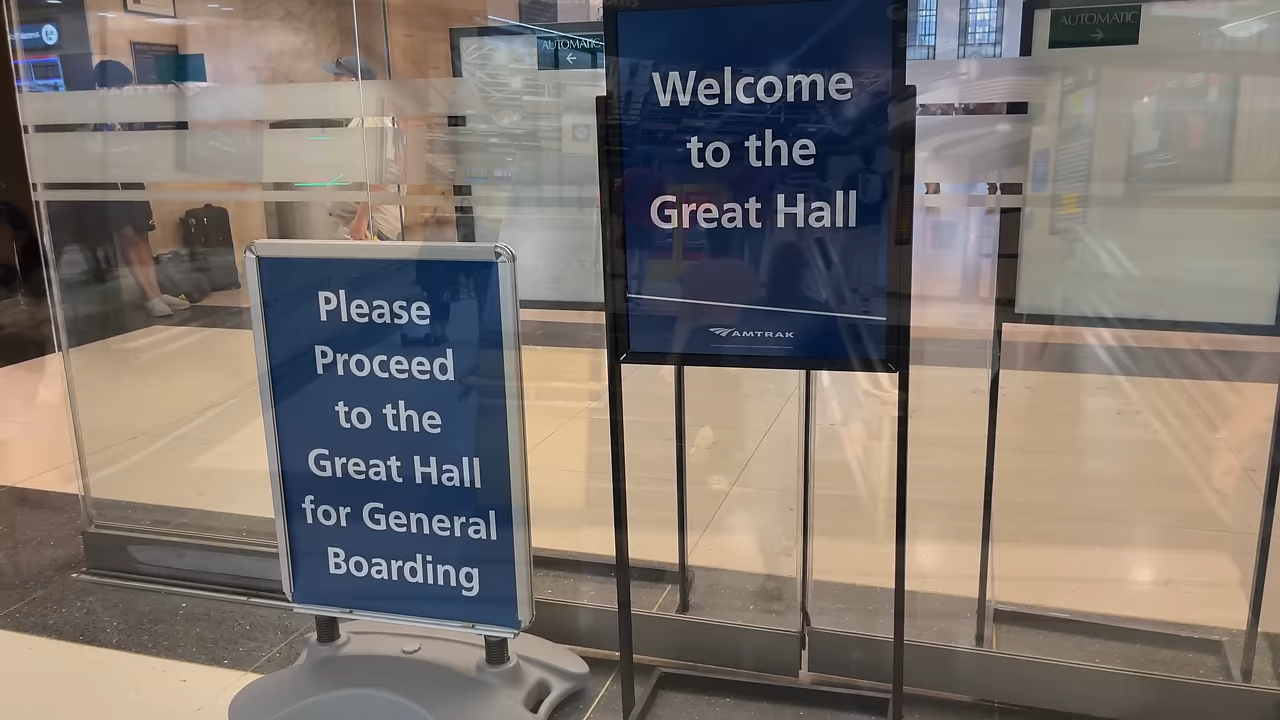 AUTOMATIC
AUTOMATIC
Welcome
to the
Great Hall
AMTRAK
Please
Proceed
to the
Great Hall
for General
Boarding